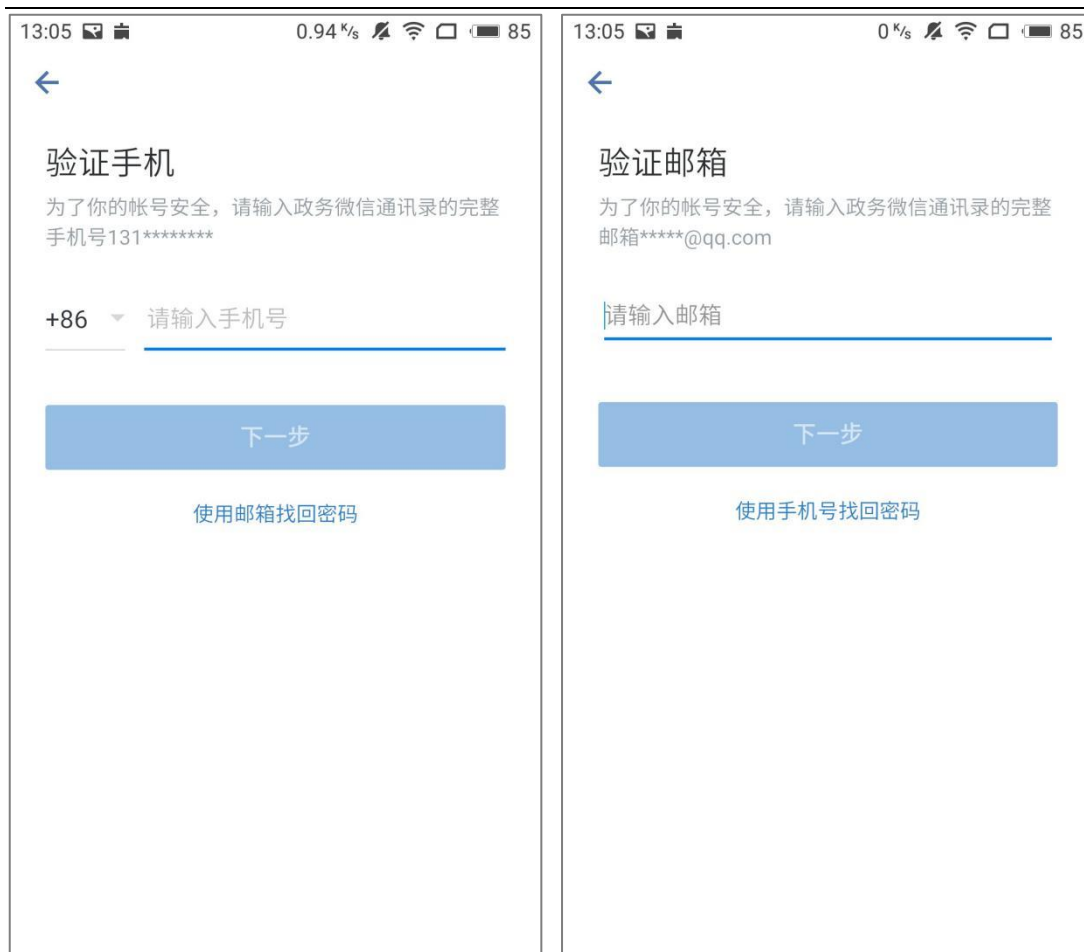 13:05 0.94 K/s 85
验证手机
为了你的帐号安全，请输入政务微信通讯录的完整
手机号131********
+86 请输入手机号
下一步
使用邮箱找回密码
13:05 0 K/s 85
验证邮箱
为了你的帐号安全，请输入政务微信通讯录的完整
邮箱*****@qq.com
请输入邮箱
下一步
使用手机号找回密码